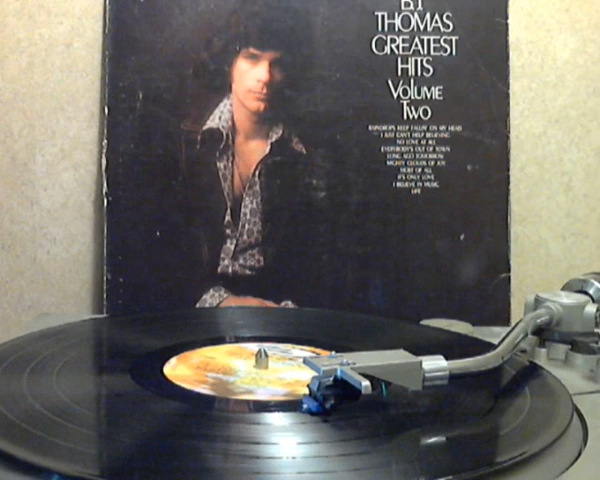 B.J.
THOMAS
GREATEST
HITS
VOLUME
TWO
RAINDROPS KEEP FALLIN' ON MY HEAD
I JUST CAN'T HELP BELIEVING
NO LOVE AT ALL
EVERYBODY'S OUT OF TOWN
LONG AGO TOMORROW
MIGHTY CLOUDS OF JOY
MOST OF ALL
IT'S ONLY LOVE
I BELIEVE IN MUSIC
LIFE